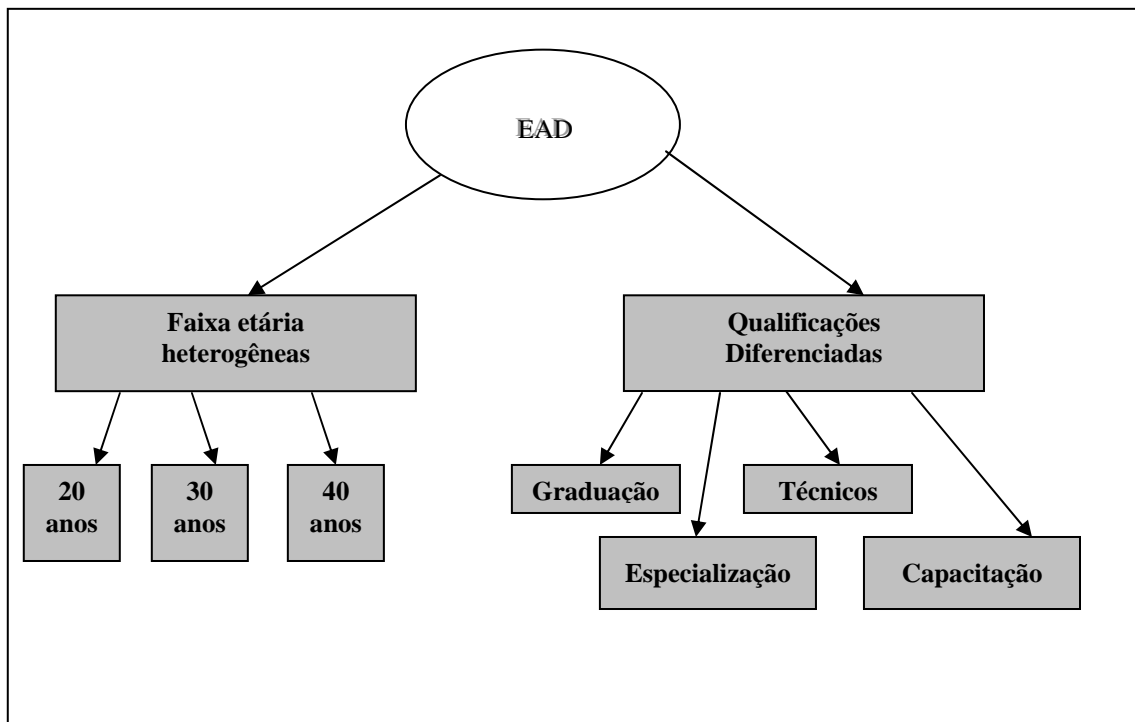 EAD
Faixa etária
heterogêneas
Qualificações
Diferenciadas
20
anos
30
anos
40
anos
Graduação
Técnicos
Especialização
Capacitação